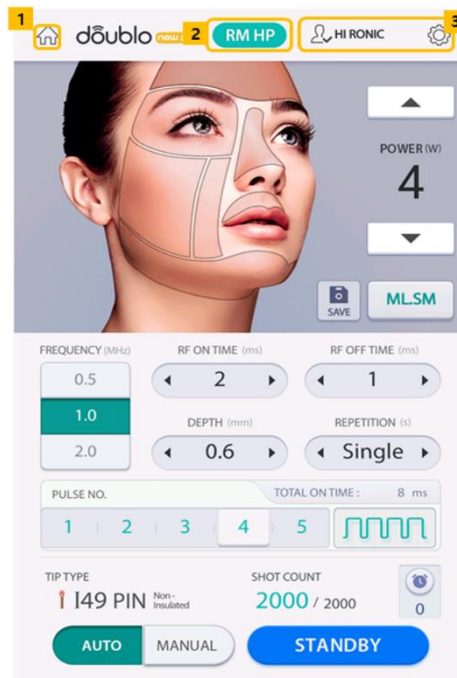 1
doublo new 2 RM HP HI RONIC 3
POWER (W)
4
SAVE ML.SM
FREQUENCY (MHz) RF ON TIME (ms) RF OFF TIME (ms)
0.5 2 1
1.0 DEPTH (mm) REPETITION (s)
2.0 0.6 Single
PULSE NO. TOTAL ON TIME : 8 ms
1 2 3 4 5
TIP TYPE SHOT COUNT
I49 PIN Non-Insulated 2000 / 2000 0
AUTO MANUAL STANDBY